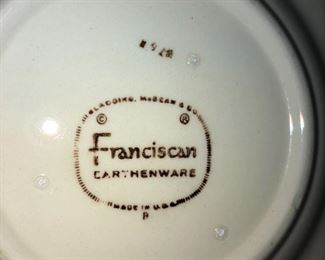 GLADDING, McBEAN & CO.
© ®
Franciscan
EARTHENWARE
MADE IN U.S.A.